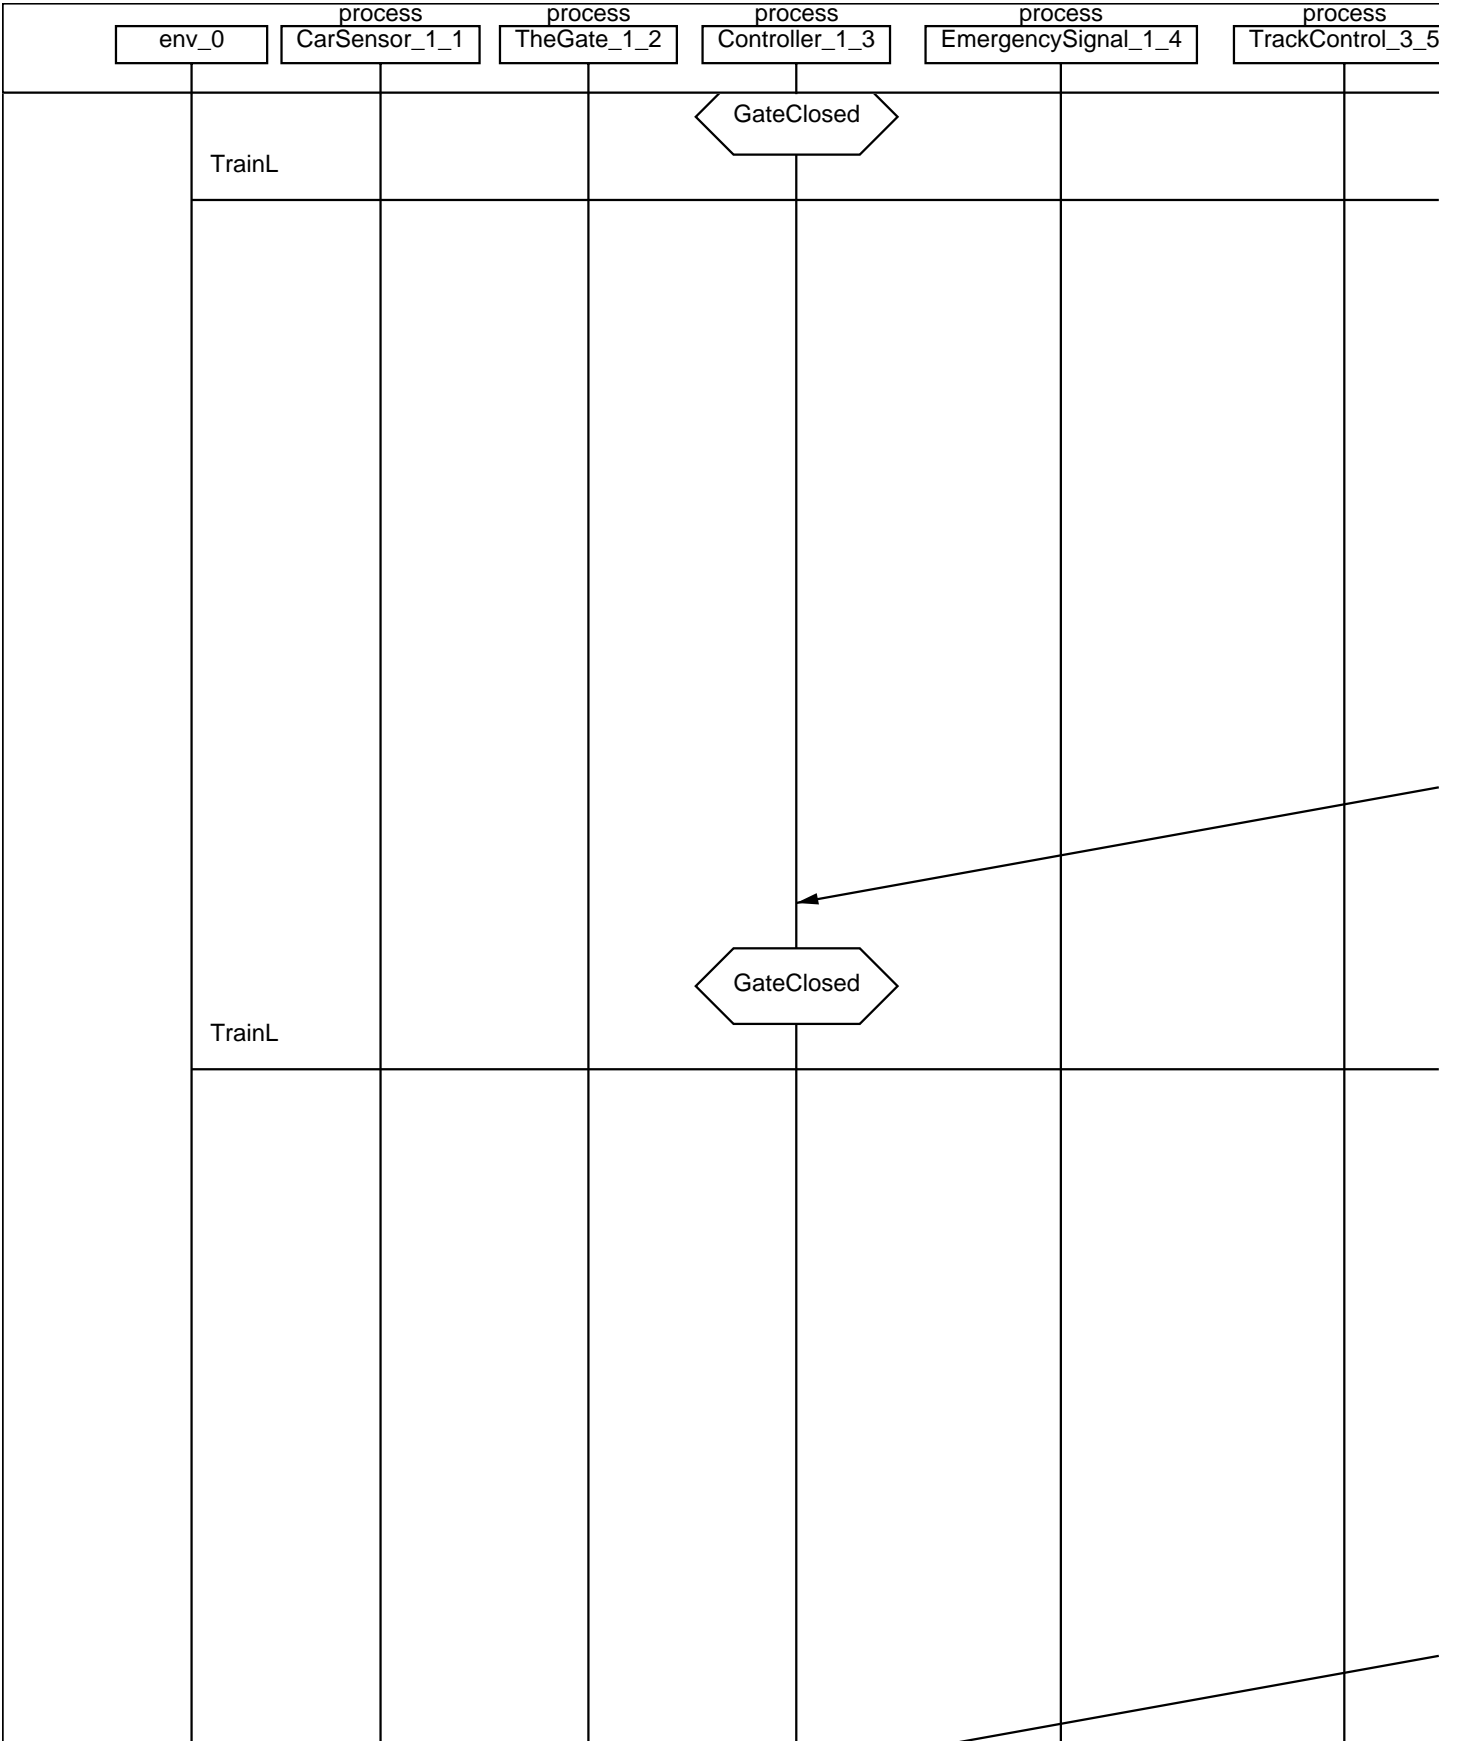 process process process process process
env_0 CarSensor_1_1 TheGate_1_2 Controller_1_3 EmergencySignal_1_4 TrackControl_3_5
GateClosed
TrainL
GateClosed
TrainL